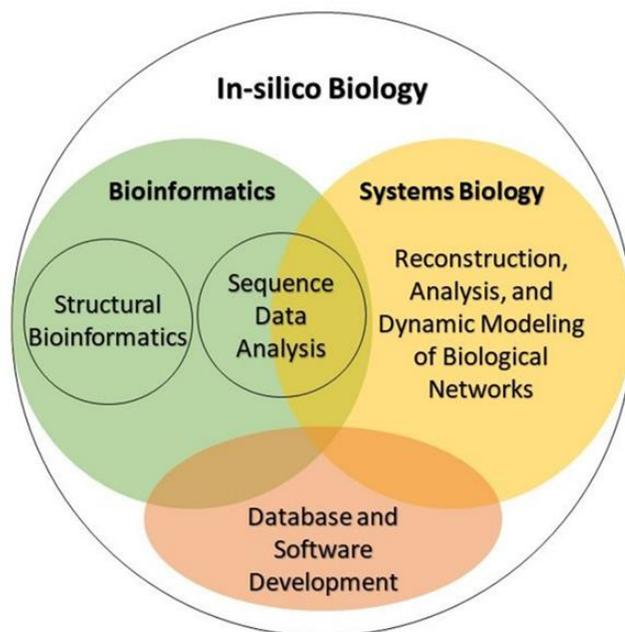 In-silico Biology
Bioinformatics
Systems Biology
Structural
Bioinformatics
Sequence
Data
Analysis
Reconstruction,
Analysis, and
Dynamic Modeling
of Biological
Networks
Database and
Software
Development